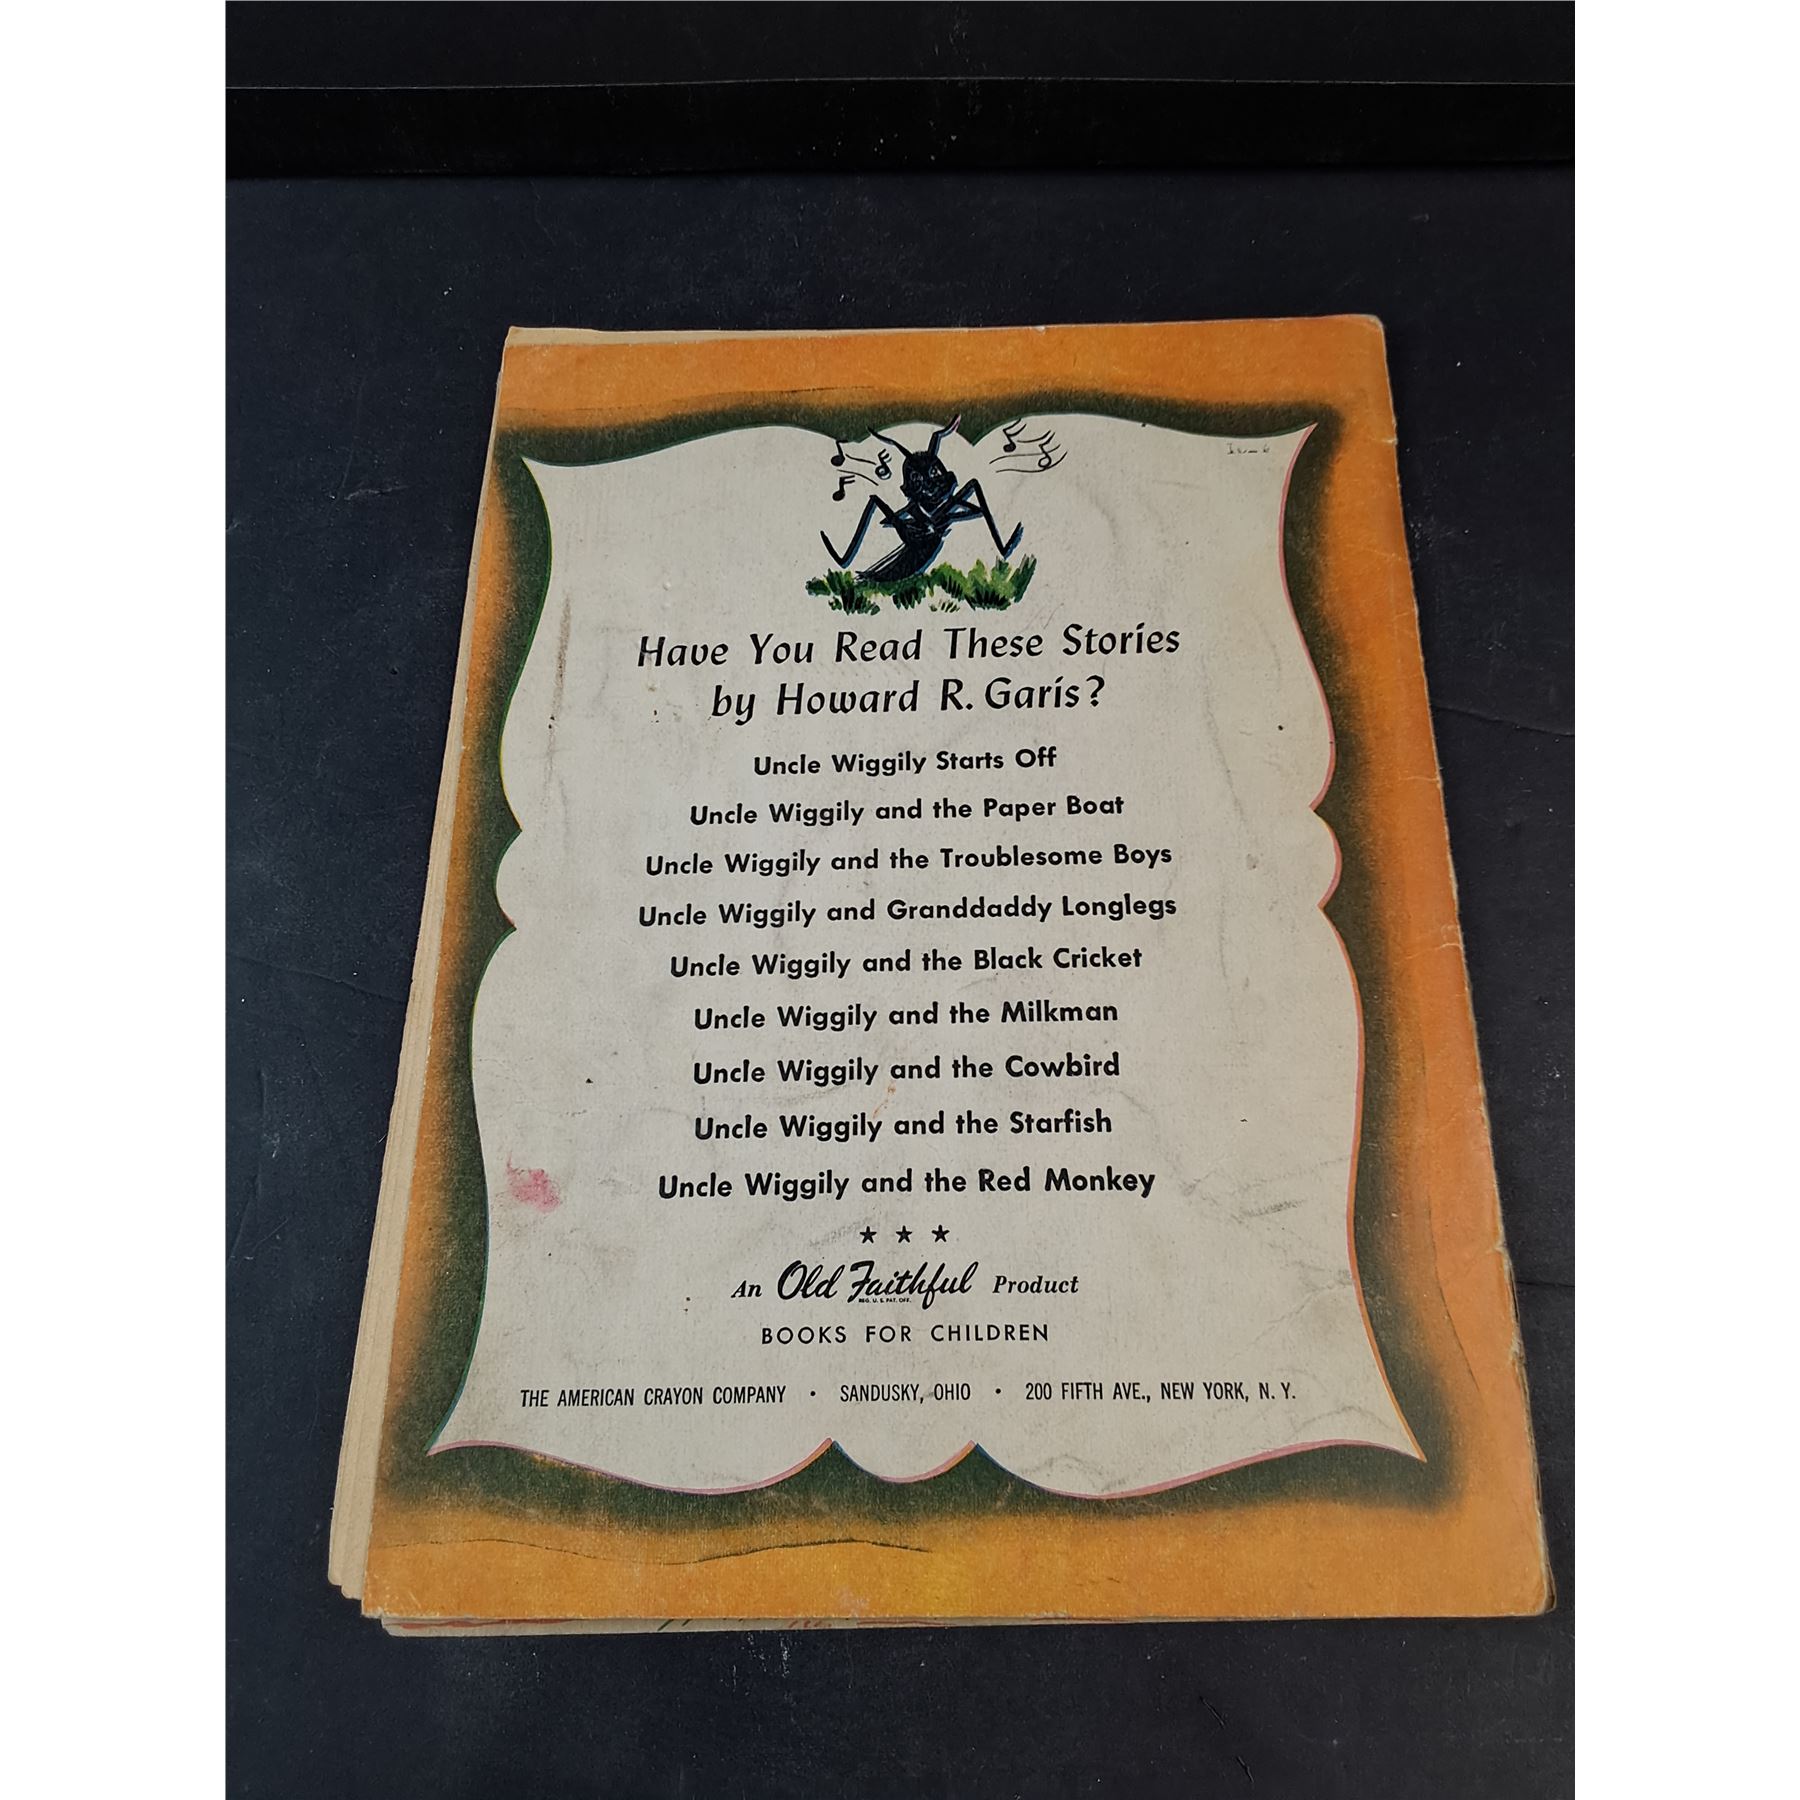 Have You Read These Stories
by Howard R. Garis?
Uncle Wiggily Starts Off
Uncle Wiggily and the Paper Boat
Uncle Wiggily and the Troublesome Boys
Uncle Wiggily and Granddaddy Longlegs
Uncle Wiggily and the Black Cricket
Uncle Wiggily and the Milkman
Uncle Wiggily and the Cowbird
Uncle Wiggily and the Starfish
Uncle Wiggily and the Red Monkey
★ ★ ★
An Old Faithful Product
REG. U. S. PAT. OFF.
BOOKS FOR CHILDREN
THE AMERICAN CRAYON COMPANY • SANDUSKY, OHIO • 200 FIFTH AVE., NEW YORK, N. Y.